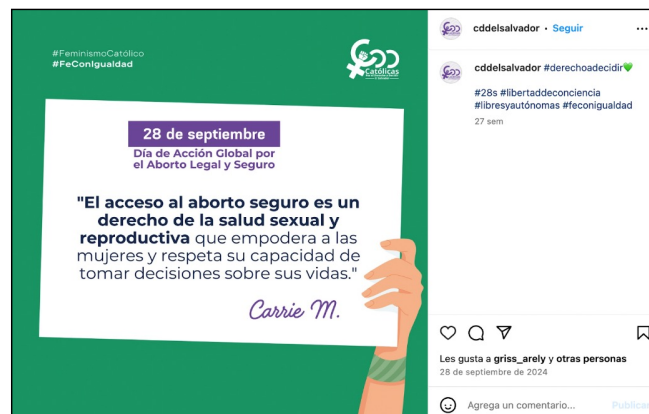 #FeminismoCatólico
#FeConIgualdad
Católicas
28 de septiembre
Día de Acción Global por
el Aborto Legal y Seguro
"El acceso al aborto seguro es un
derecho de la salud sexual y
reproductiva que empodera a las
mujeres y respeta su capacidad de
tomar decisiones sobre sus vidas."
Carrie M.
cddelsalvador • Seguir
cddelsalvador #derechoadecidir💚
#28s #libertaddeconciencia
#libresyautónomas #feconigualdad
27 sem
Les gusta a griss_arely y otras personas
28 de septiembre de 2024
Agrega un comentario...
Publicar